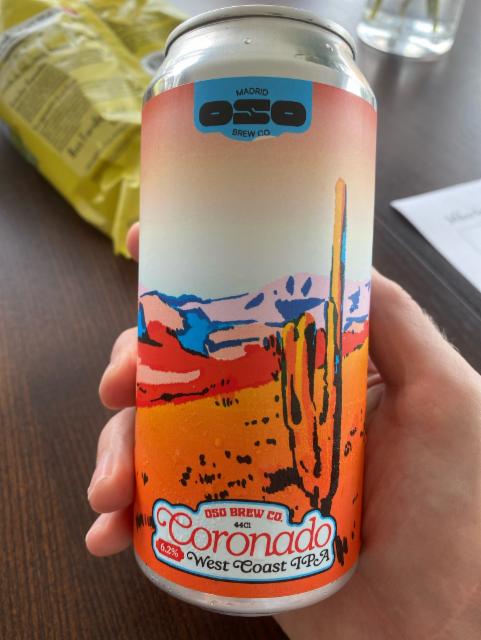 MADRID
OSO
BREW CO.
OSO BREW CO.
44Cl
Coronado
6.2%
West Coast IPA